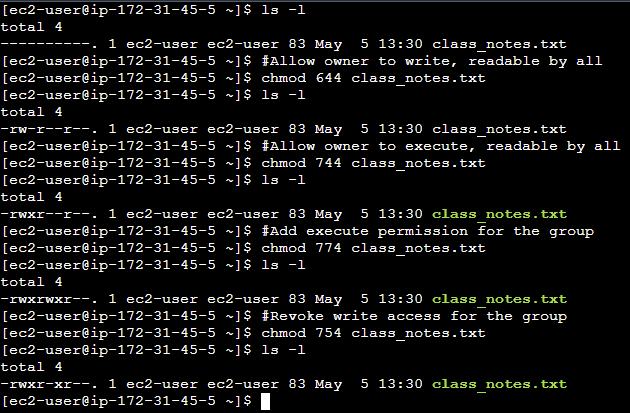 [ec2-user@ip-172-31-45-5 ~]$ ls -l
total 4
----------. 1 ec2-user ec2-user 83 May  5 13:30 class_notes.txt
[ec2-user@ip-172-31-45-5 ~]$ #Allow owner to write, readable by all
[ec2-user@ip-172-31-45-5 ~]$ chmod 644 class_notes.txt
[ec2-user@ip-172-31-45-5 ~]$ ls -l
total 4
-rw-r--r--. 1 ec2-user ec2-user 83 May  5 13:30 class_notes.txt
[ec2-user@ip-172-31-45-5 ~]$ #Allow owner to execute, readable by all
[ec2-user@ip-172-31-45-5 ~]$ chmod 744 class_notes.txt
[ec2-user@ip-172-31-45-5 ~]$ ls -l
total 4
-rwxr--r--. 1 ec2-user ec2-user 83 May  5 13:30 class_notes.txt
[ec2-user@ip-172-31-45-5 ~]$ #Add execute permission for the group
[ec2-user@ip-172-31-45-5 ~]$ chmod 774 class_notes.txt
[ec2-user@ip-172-31-45-5 ~]$ ls -l
total 4
-rwxrwxr--. 1 ec2-user ec2-user 83 May  5 13:30 class_notes.txt
[ec2-user@ip-172-31-45-5 ~]$ #Revoke write access for the group
[ec2-user@ip-172-31-45-5 ~]$ chmod 754 class_notes.txt
[ec2-user@ip-172-31-45-5 ~]$ ls -l
total 4
-rwxr-xr--. 1 ec2-user ec2-user 83 May  5 13:30 class_notes.txt
[ec2-user@ip-172-31-45-5 ~]$